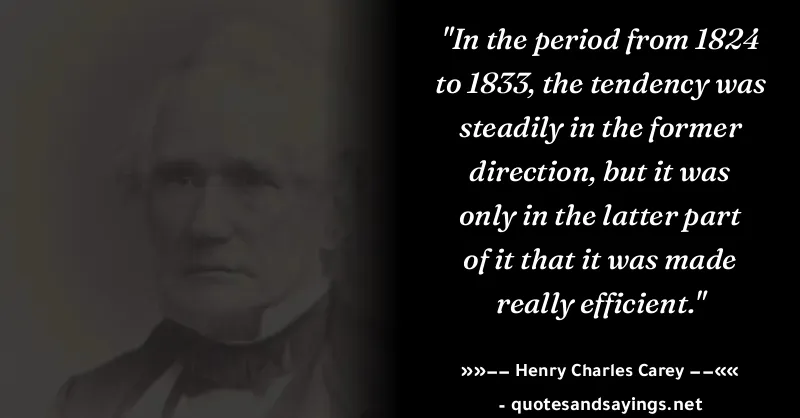 "In the period from 1824
to 1833, the tendency was
steadily in the former
direction, but it was
only in the latter part
of it that it was made
really efficient."
»»−− Henry Charles Carey −−««
- quotesandsayings.net